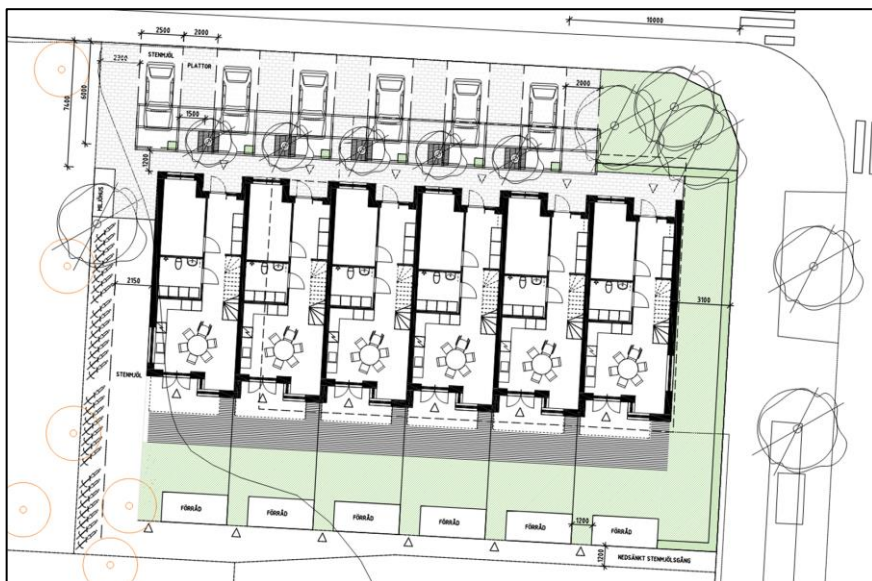 10000
2500
2000
STENMJÖL
PLATTOR
2300
7400
6000
2000
1500
1200
MILJÖHUS
2150
3100
STENMJÖL
FÖRRÅD
FÖRRÅD
FÖRRÅD
FÖRRÅD
FÖRRÅD
FÖRRÅD
1200
1200
NEDSÄNKT STENMJÖLSGÅNG